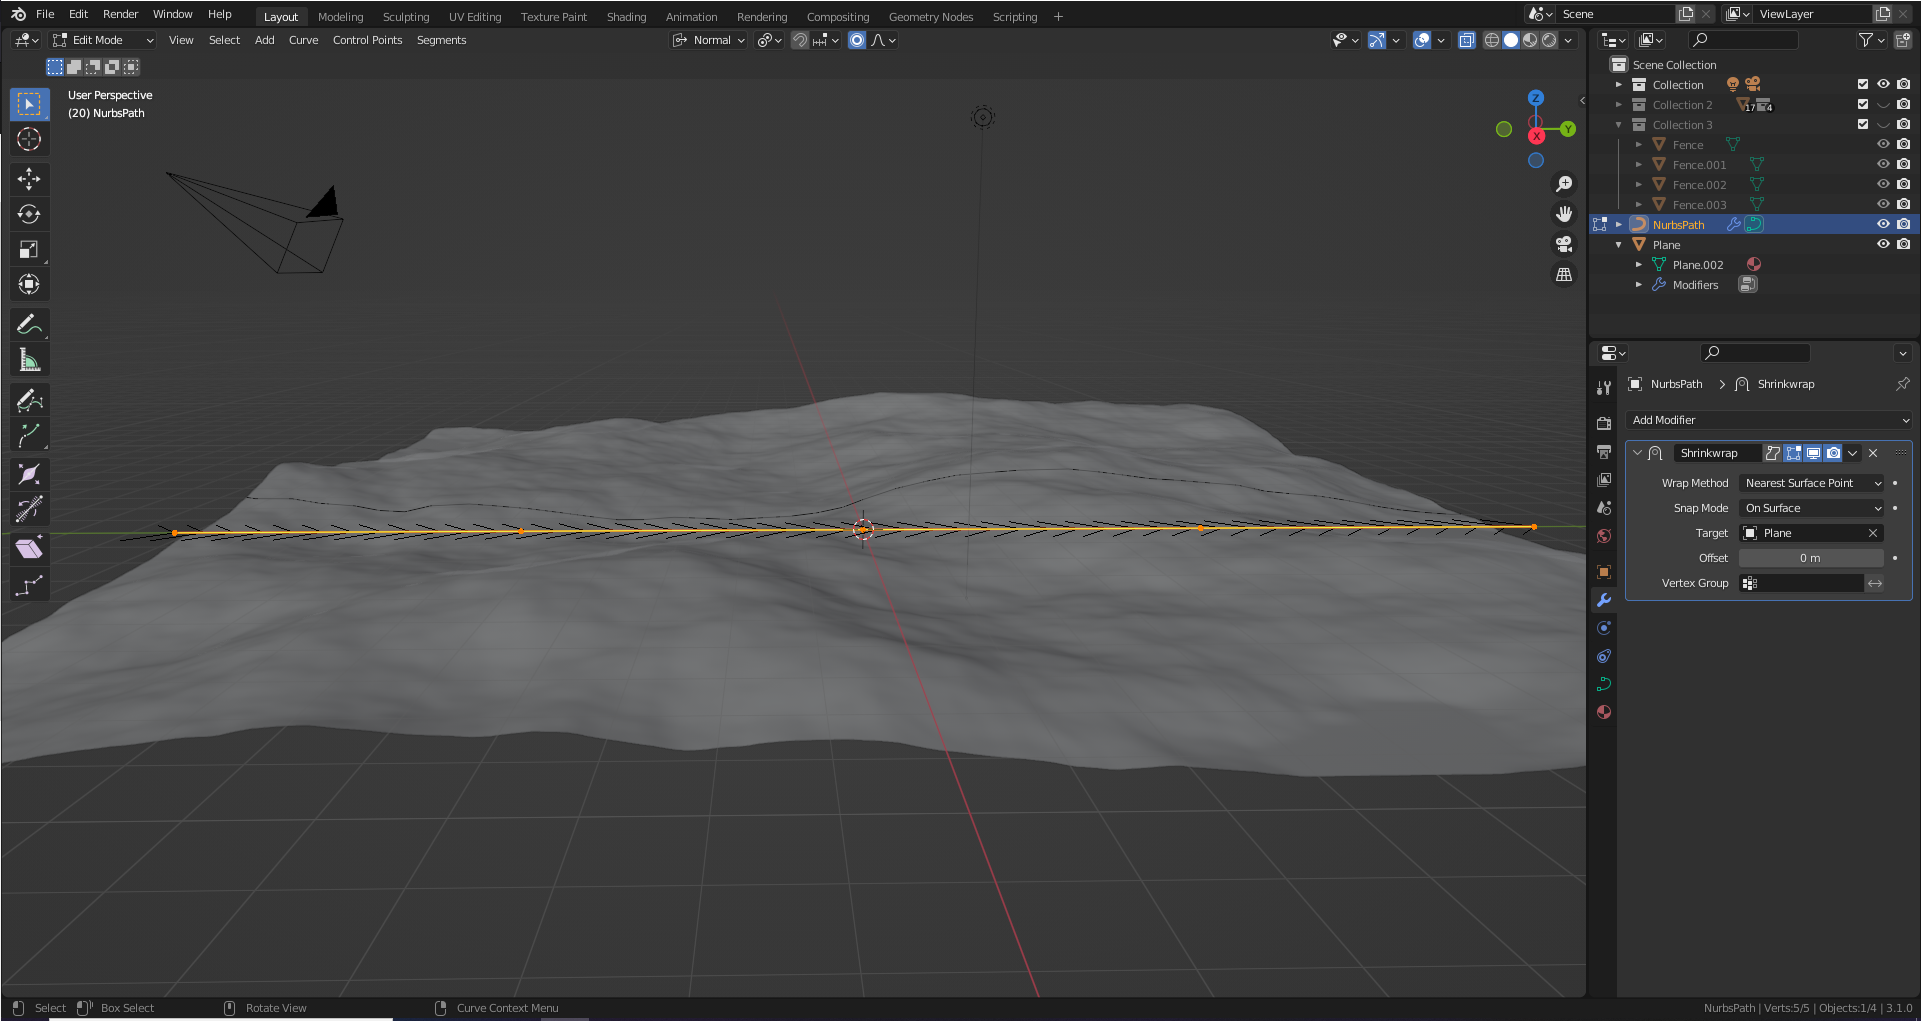 File Edit Render Window Help Layout Modeling Sculpting UV Editing Texture Paint Shading Animation Rendering Compositing Geometry Nodes Scripting + Scene ViewLayer
Edit Mode View Select Add Curve Control Points Segments Normal
User Perspective
(20) NurbsPath
Z
Y
X
Scene Collection
Collection
Collection 2 17 4
Collection 3
Fence
Fence.001
Fence.002
Fence.003
NurbsPath
Plane
Plane.002
Modifiers
NurbsPath > Shrinkwrap
Add Modifier
Shrinkwrap
Wrap Method Nearest Surface Point
Snap Mode On Surface
Target Plane
Offset 0 m
Vertex Group
Select Box Select Rotate View Curve Context Menu NurbsPath | Verts:5/5 | Objects:1/4 | 3.1.0